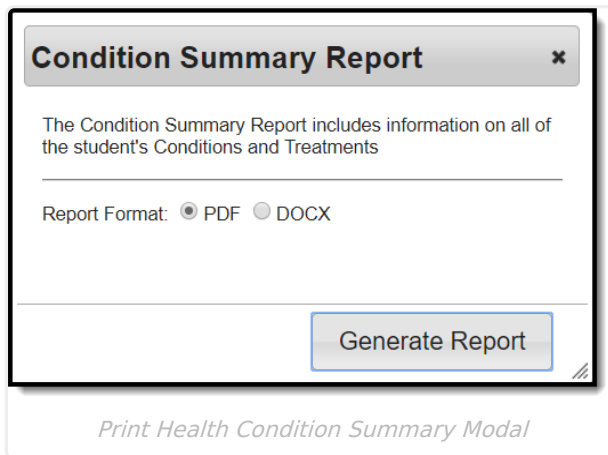 Condition Summary Report
The Condition Summary Report includes information on all of
the student's Conditions and Treatments
Report Format: PDF DOCX
Generate Report
Print Health Condition Summary Modal